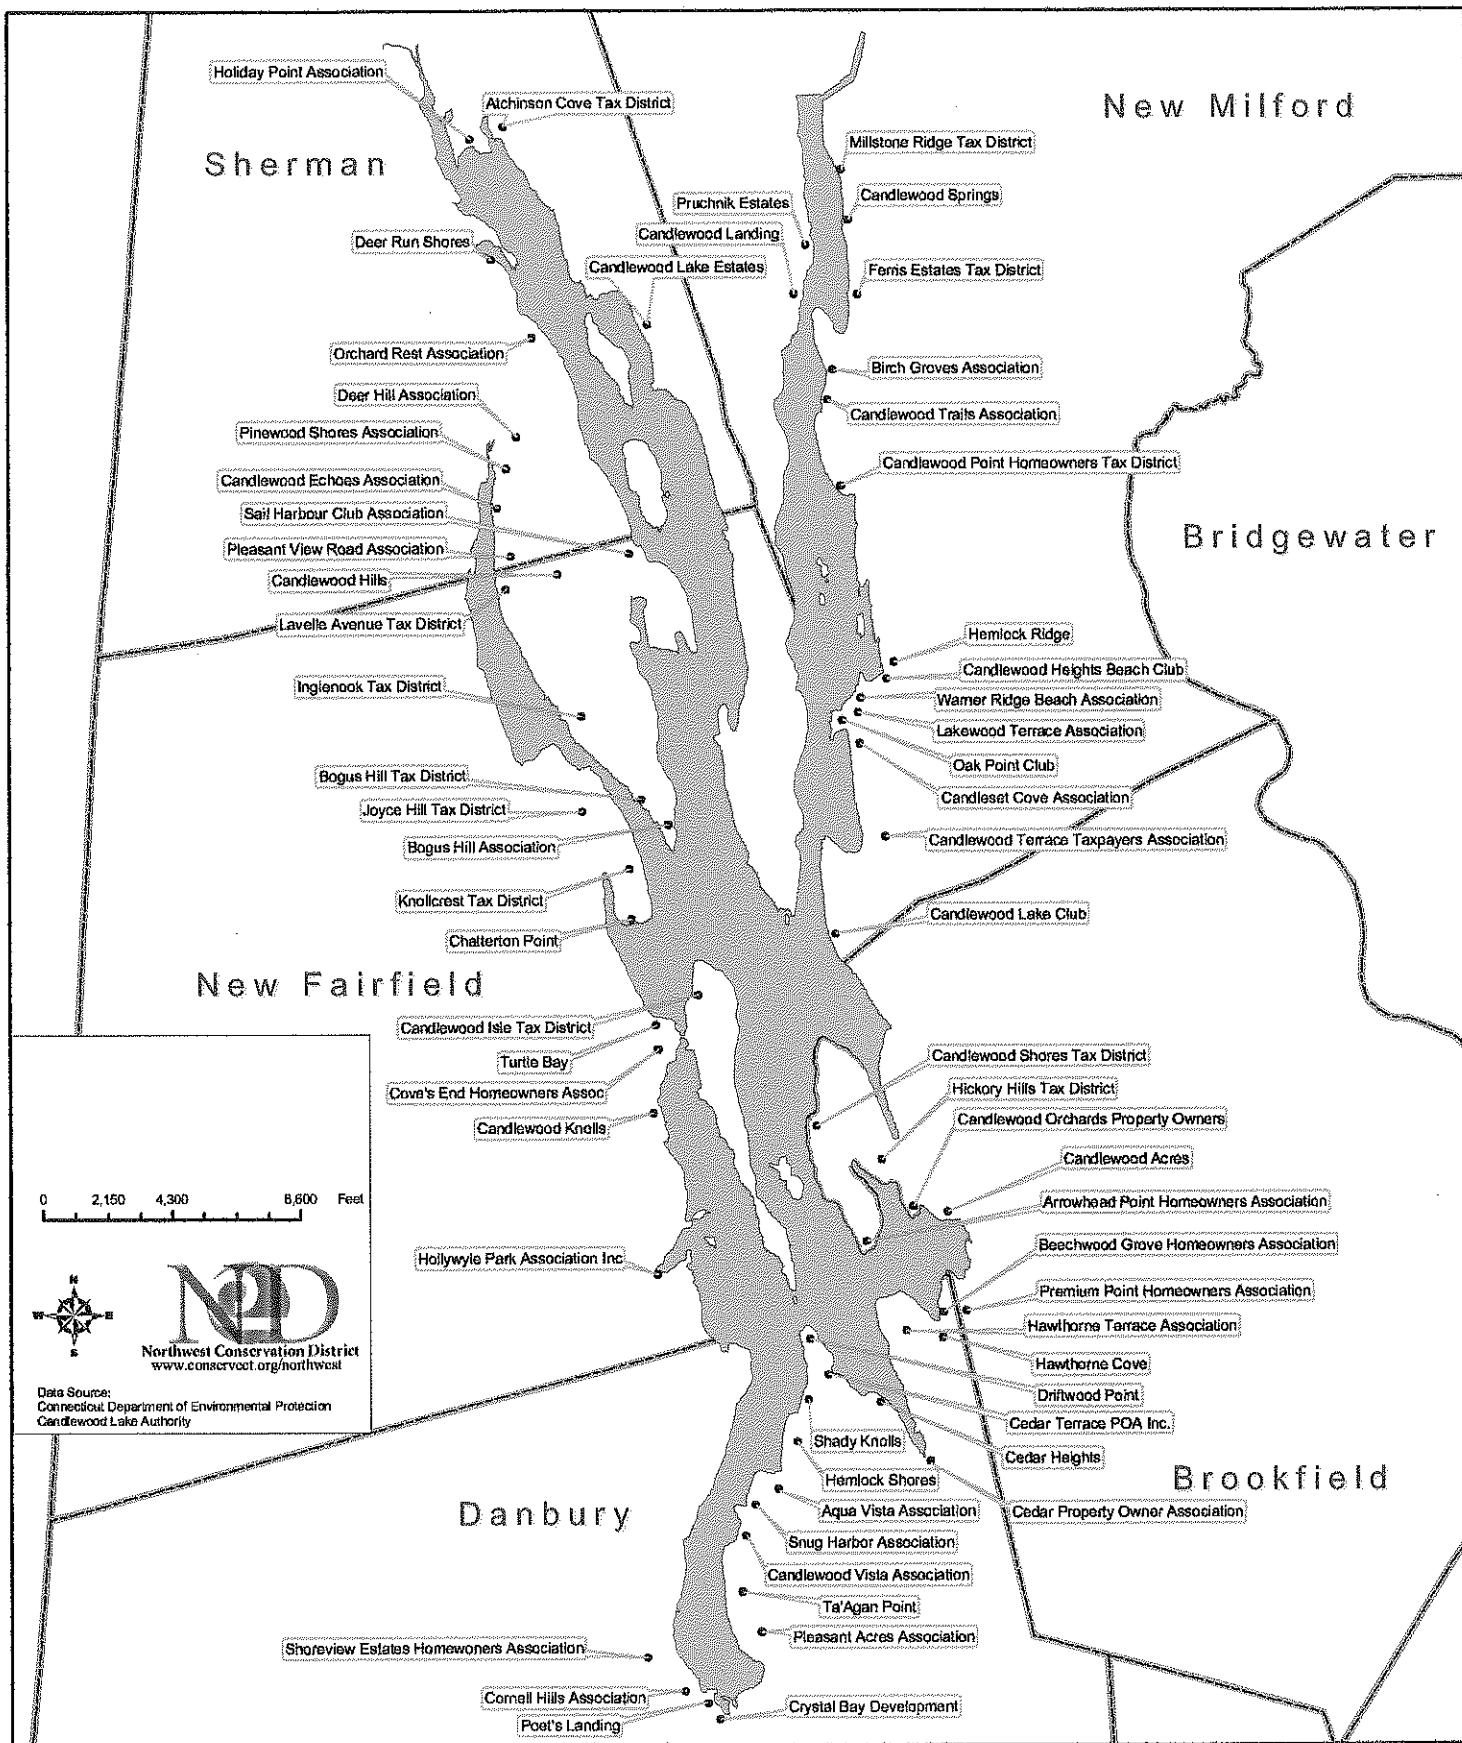 Holiday Point Association
Atchinson Cove Tax District
New Milford
Sherman
Millstone Ridge Tax District
Candlewood Springs
Pruchnik Estates
Candlewood Landing
Deer Run Shores
Candlewood Lake Estates
Ferris Estates Tax District
Orchard Rest Association
Birch Groves Association
Deer Hill Association
Candlewood Trails Association
Pinewood Shores Association
Candlewood Point Homeowners Tax District
Candlewood Echoes Association
Sail Harbour Club Association
Bridgewater
Pleasant View Road Association
Candlewood Hills
Lavelle Avenue Tax District
Hemlock Ridge
Candlewood Heights Beach Club
Inglenook Tax District
Warner Ridge Beach Association
Lakewood Terrace Association
Oak Point Club
Bogus Hill Tax District
Candleset Cove Association
Joyce Hill Tax District
Bogus Hill Association
Candlewood Terrace Taxpayers Association
Knollcrest Tax District
Candlewood Lake Club
Chatterton Point
New Fairfield
Candlewood Isle Tax District
Turtle Bay
Candlewood Shores Tax District
Cove's End Homeowners Assoc
Hickory Hills Tax District
Candlewood Knolls
Candlewood Orchards Property Owners
Candlewood Acres
Arrowhead Point Homeowners Association
0 2,150 4,300 8,600 Feet
Beechwood Grove Homeowners Association
Hollywyle Park Association Inc
Premium Point Homeowners Association
Hawthorne Terrace Association
Hawthorne Cove
Driftwood Point
Cedar Terrace POA Inc.
Shady Knolls
Cedar Heights
Hemlock Shores
Brookfield
Danbury
Aqua Vista Association
Cedar Property Owner Association
Snug Harbor Association
Candlewood Vista Association
Ta'Agan Point
Pleasant Acres Association
Shoreview Estates Homewoners Association
Cornell Hills Association
Poet's Landing
Crystal Bay Development
N
W E
S
NCD
Northwest Conservation District
www.conservect.org/northwest
Data Source:
Connecticut Department of Environmental Protection
Candlewood Lake Authority